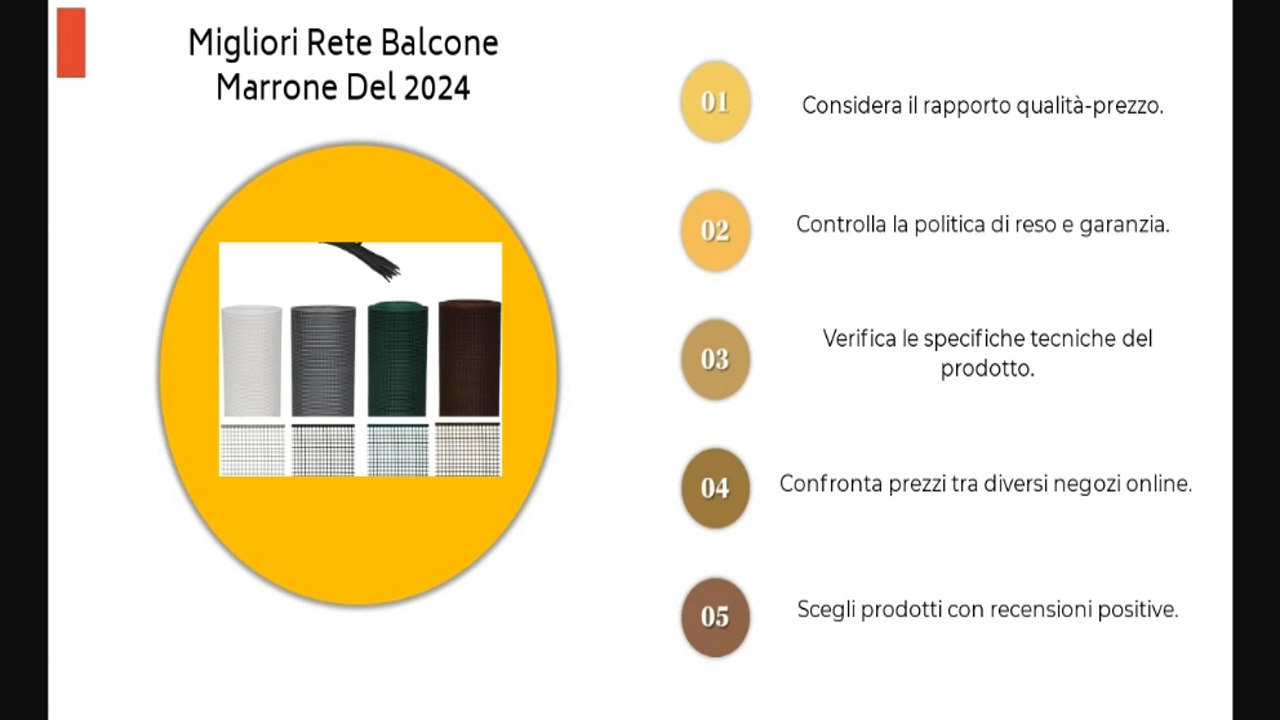 Migliori Rete Balcone
Marrone Del 2024
01
Considera il rapporto qualità-prezzo.
02
Controlla la politica di reso e garanzia.
03
Verifica le specifiche tecniche del
prodotto.
04
Confronta prezzi tra diversi negozi online.
05
Scegli prodotti con recensioni positive.